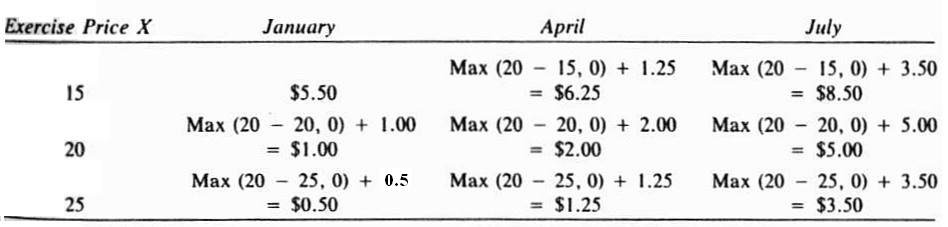 Exercise Price X January April July
Max (20 − 15, 0) + 1.25 Max (20 − 15, 0) + 3.50
15 $5.50 = $6.25 = $8.50
Max (20 − 20, 0) + 1.00 Max (20 − 20, 0) + 2.00 Max (20 − 20, 0) + 5.00
20 = $1.00 = $2.00 = $5.00
Max (20 − 25, 0) + 0.5 Max (20 − 25, 0) + 1.25 Max (20 − 25, 0) + 3.50
25 = $0.50 = $1.25 = $3.50